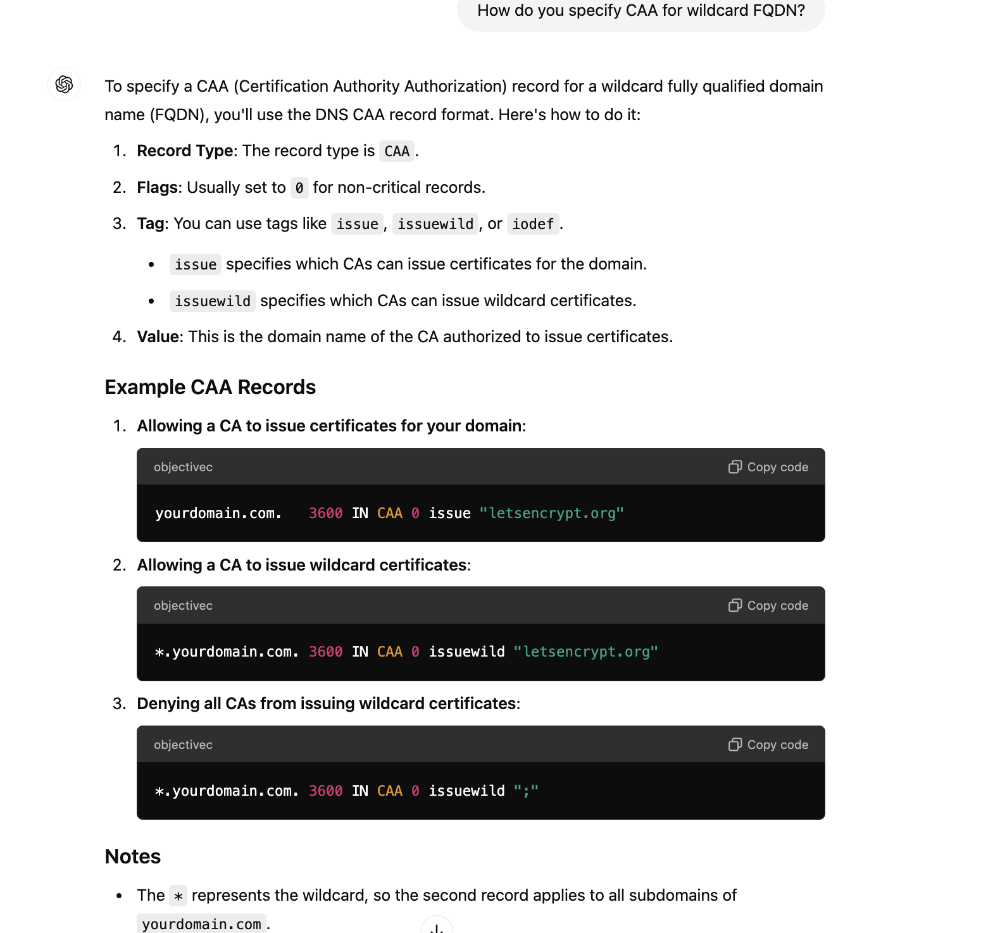 How do you specify CAA for wildcard FQDN?
To specify a CAA (Certification Authority Authorization) record for a wildcard fully qualified domain
name (FQDN), you'll use the DNS CAA record format. Here's how to do it:
1. Record Type: The record type is CAA.
2. Flags: Usually set to 0 for non-critical records.
3. Tag: You can use tags like issue, issuewild, or iodef.
• issue specifies which CAs can issue certificates for the domain.
• issuewild specifies which CAs can issue wildcard certificates.
4. Value: This is the domain name of the CA authorized to issue certificates.
Example CAA Records
1. Allowing a CA to issue certificates for your domain:
objectivec Copy code
yourdomain.com. 3600 IN CAA 0 issue "letsencrypt.org"
2. Allowing a CA to issue wildcard certificates:
objectivec Copy code
*.yourdomain.com. 3600 IN CAA 0 issuewild "letsencrypt.org"
3. Denying all CAs from issuing wildcard certificates:
objectivec Copy code
*.yourdomain.com. 3600 IN CAA 0 issuewild ";"
Notes
• The * represents the wildcard, so the second record applies to all subdomains of
yourdomain.com.